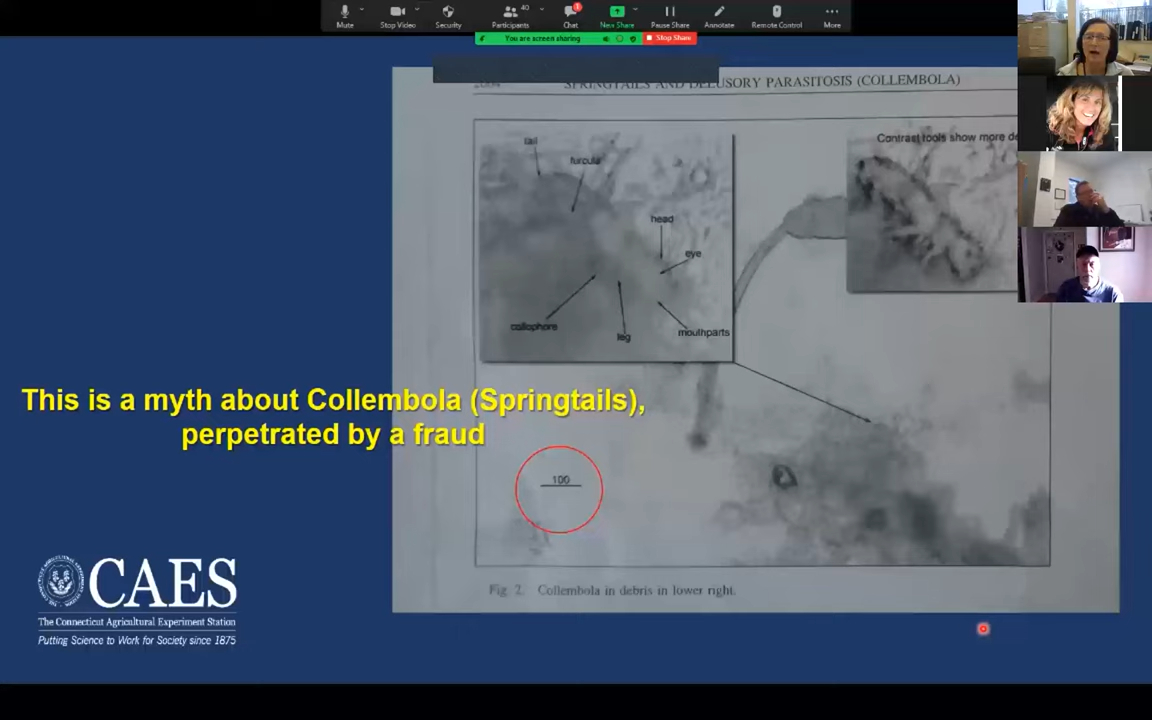 40
1
Mute
Stop Video
Security
Participants
Chat
New Share
Pause Share
Annotate
Remote Control
More
You are screen sharing
Stop Share
SPRINGTAILS AND DELUSORY PARASITOSIS (COLLEMBOLA)
tail
furcula
head
eye
collophore
leg
mouthparts
Contrast tools show more de
This is a myth about Collembola (Springtails),
perpetrated by a fraud
100
Fig. 2. Collembola in debris in lower right.
CAES
The Connecticut Agricultural Experiment Station
Putting Science to Work for Society since 1875